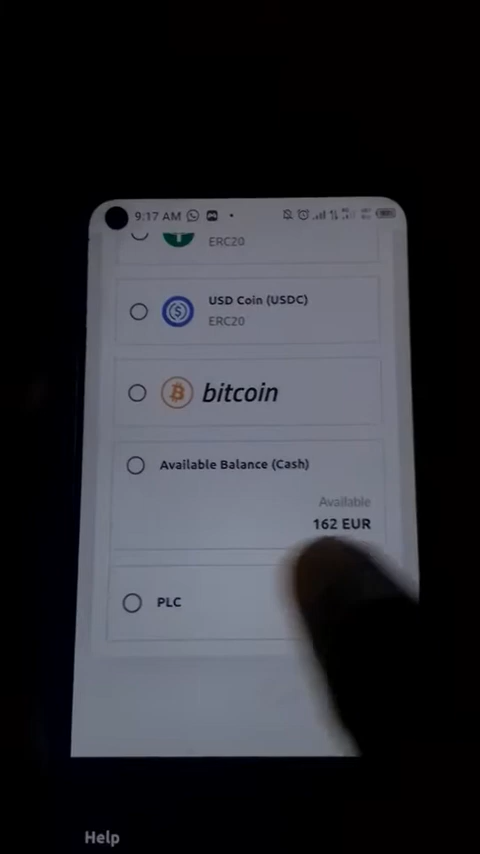 9:17 AM
ERC20
USD Coin (USDC)
ERC20
bitcoin
Available Balance (Cash)
Available
162 EUR
PLC
Help